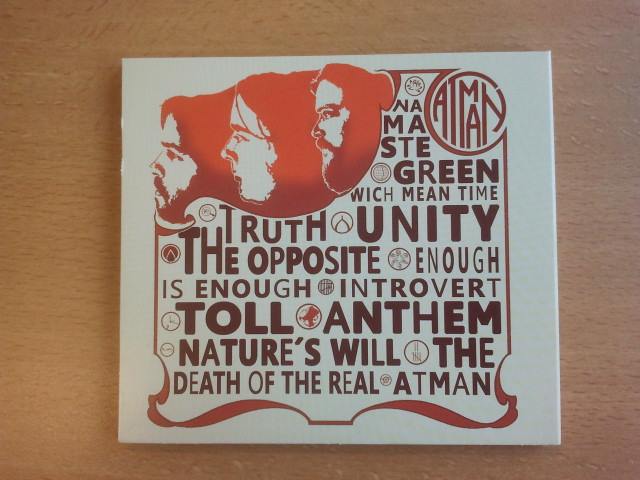 ATMAN
NA
MA
STE
GREEN
WICH MEAN TIME
TRUTH UNITY
THE OPPOSITE ENOUGH
IS ENOUGH INTROVERT
TOLL ANTHEM
NATURE'S WILL THE
DEATH OF THE REAL ATMAN